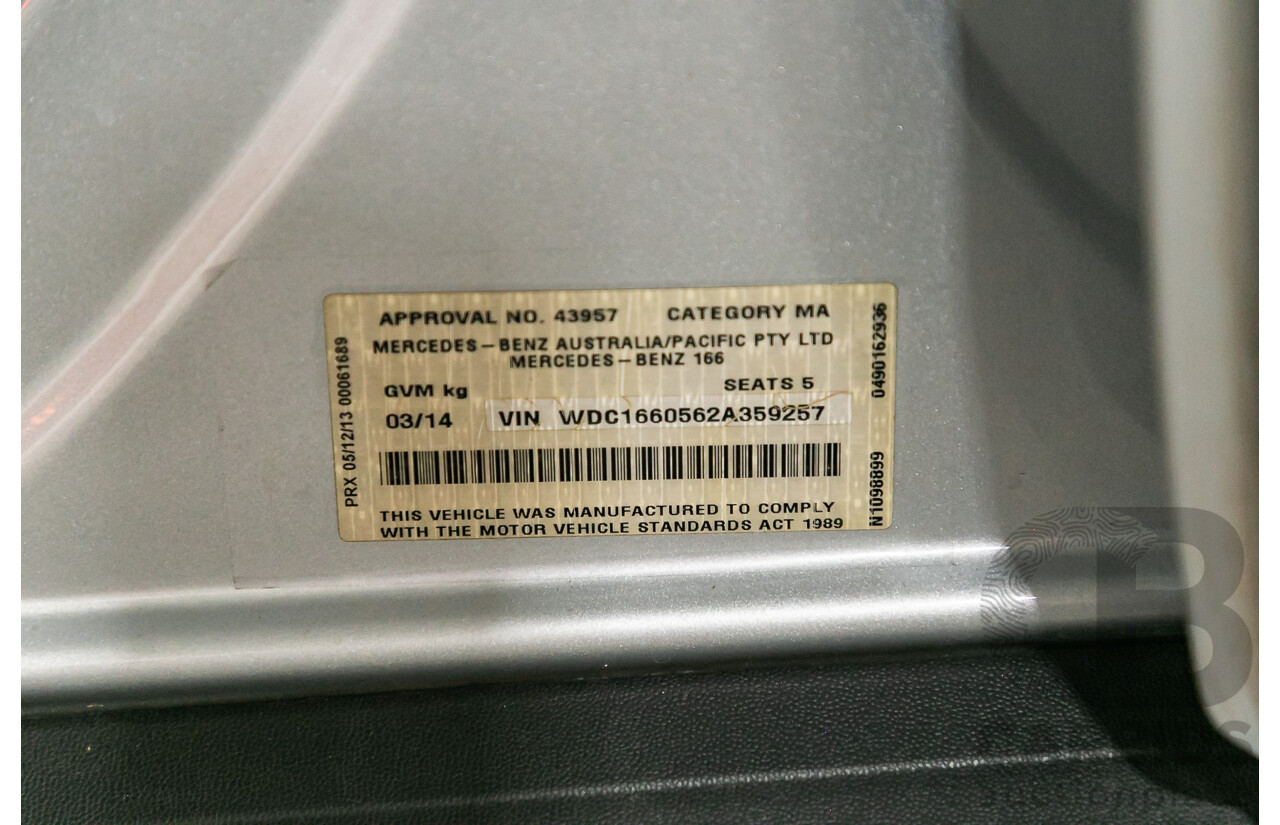 APPROVAL NO. 43957 CATEGORY MA
MERCEDES-BENZ AUSTRALIA/PACIFIC PTY LTD
MERCEDES-BENZ 166
GVM kg SEATS 5
03/14 VIN WDC1660562A359257
THIS VEHICLE WAS MANUFACTURED TO COMPLY
WITH THE MOTOR VEHICLE STANDARDS ACT 1989
PRX 05/12/13 00061689
0490162936
N1098899
B